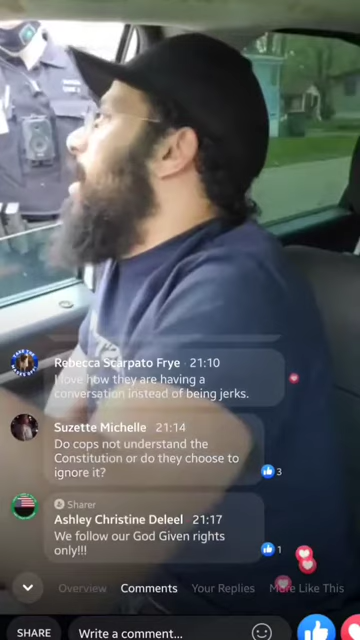 Rebecca Scarpato Frye · 21:10
I love how they are having a
conversation instead of being jerks.
Suzette Michelle 21:14
Do cops not understand the
Constitution or do they choose to
ignore it?
3
Sharer
Ashley Christine Deleel 21:17
We follow our God Given rights
only!!!
1
Overview Comments Your Replies More Like This
SHARE Write a comment...